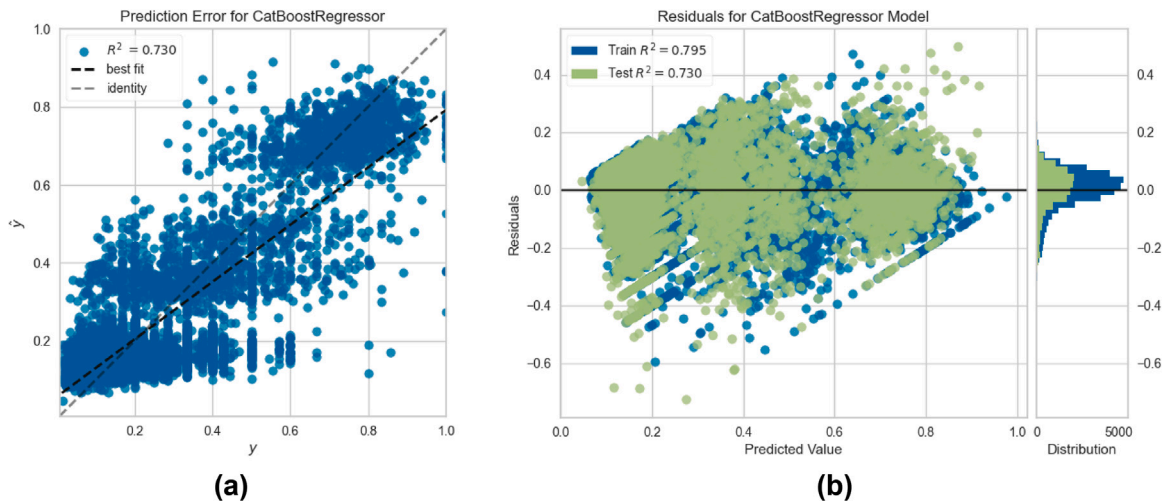 Prediction Error for CatBoostRegressor
R² = 0.730
best fit
identity
1.0
0.8
0.6
0.4
0.2
ŷ
0.2
0.4
0.6
0.8
1.0
y
(a)
Residuals for CatBoostRegressor Model
Train R² = 0.795
Test R² = 0.730
0.4
0.2
0.0
−0.2
−0.4
−0.6
Residuals
0.0
0.2
0.4
0.6
0.8
1.0
Predicted Value
0.4
0.2
0.0
−0.2
−0.4
−0.6
0
5000
Distribution
(b)